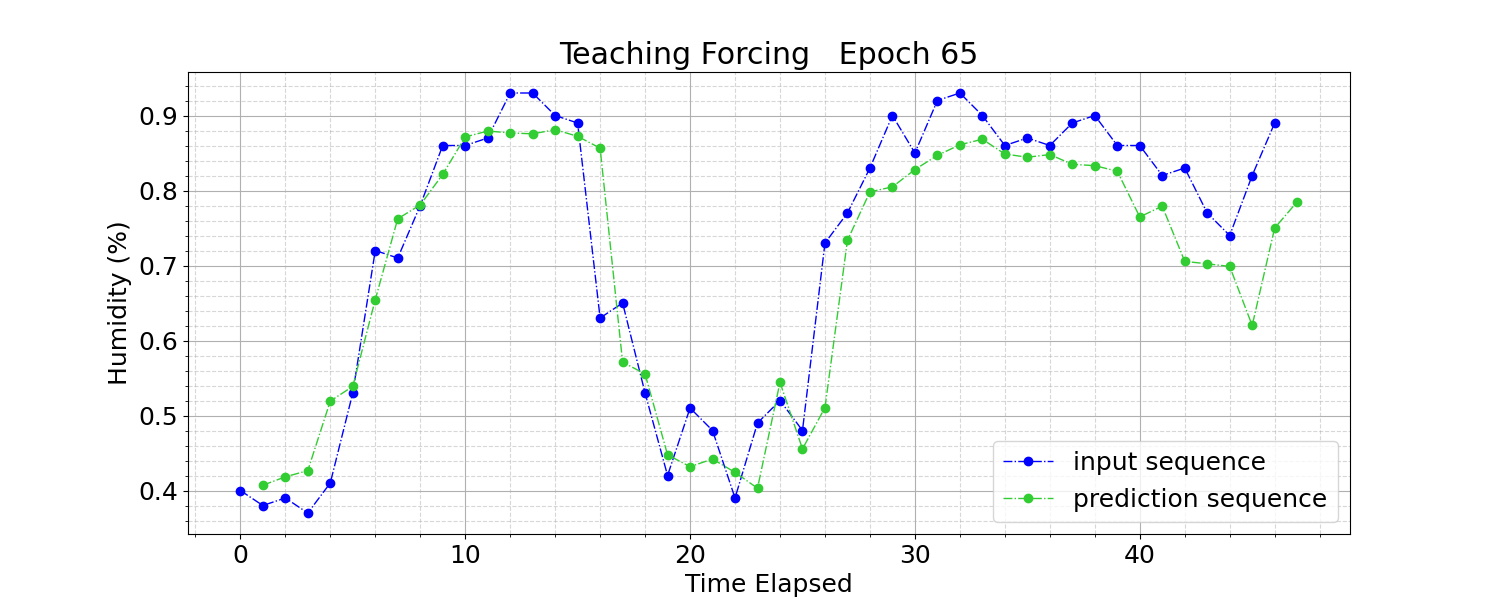 Teaching Forcing   Epoch 65
Humidity (%)
0.9
0.8
0.7
0.6
0.5
0.4
input sequence
prediction sequence
0 10 20 30 40
Time Elapsed